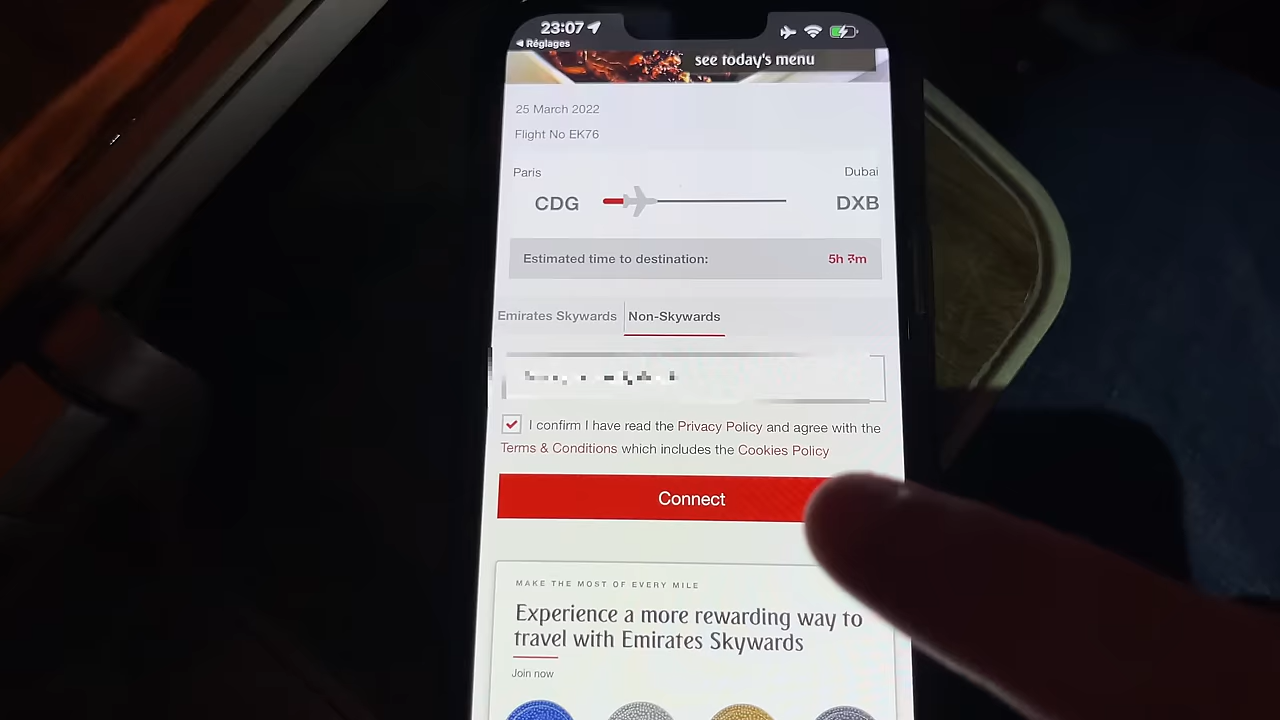 23:07
Réglages
see today's menu
25 March 2022
Flight No EK76
Paris Dubai
CDG DXB
Estimated time to destination: 5h
Emirates Skywards Non-Skywards
I confirm I have read the Privacy Policy and agree with the
Terms & Conditions which includes the Cookies Policy
Connect
MAKE THE MOST OF EVERY MILE
Experience a more rewarding way to
travel with Emirates Skywards
Join now